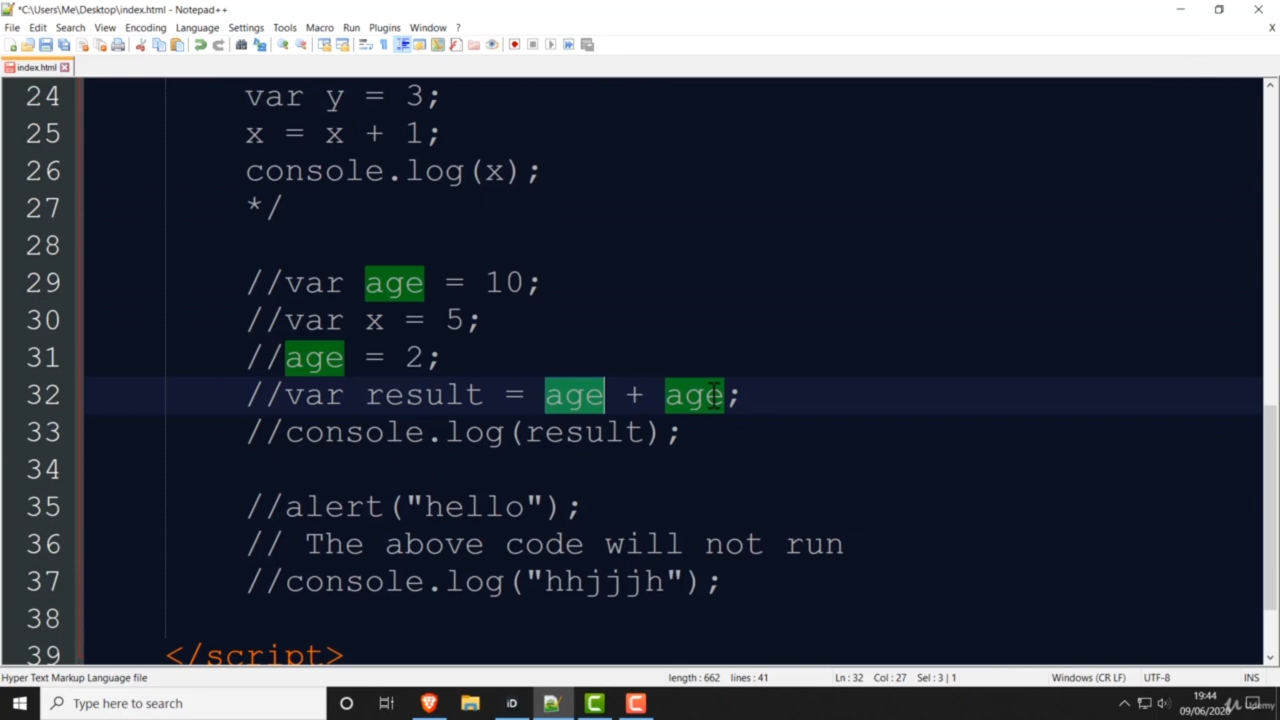 *C:\Users\Me\Desktop\index.html - Notepad++
File Edit Search View Encoding Language Settings Tools Macro Run Plugins Window ?
X
index.html
24 var y = 3;
25 x = x + 1;
26 console.log(x);
27 */
28
29 //var age = 10;
30 //var x = 5;
31 //age = 2;
32 //var result = age + age;
33 //console.log(result);
34
35 //alert("hello");
36 // The above code will not run
37 //console.log("hhjjjh");
38
39 </script>
Hyper Text Markup Language file length : 662 lines : 41 Ln : 32 Col : 27 Sel : 3 | 1 Windows (CR LF) UTF-8 INS
Type here to search iD 19:44
09/06/2020
Udemy